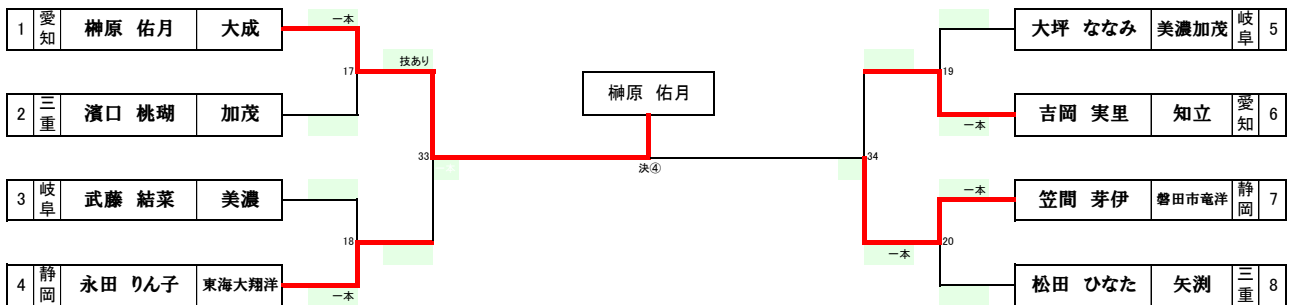 1 愛知 榊原 佑月 大成
一本
17
2 三重 濱口 桃瑚 加茂
技あり
33
3 岐阜 武藤 結菜 美濃
18
4 静岡 永田 りん子 東海大翔洋
一本
榊原 佑月
決④
大坪 ななみ 美濃加茂 岐阜 5
19
吉岡 実里 知立 愛知 6
一本
34
一本
笠間 芽伊 磐田市竜洋 静岡 7
20
一本
松田 ひなた 矢渕 三重 8